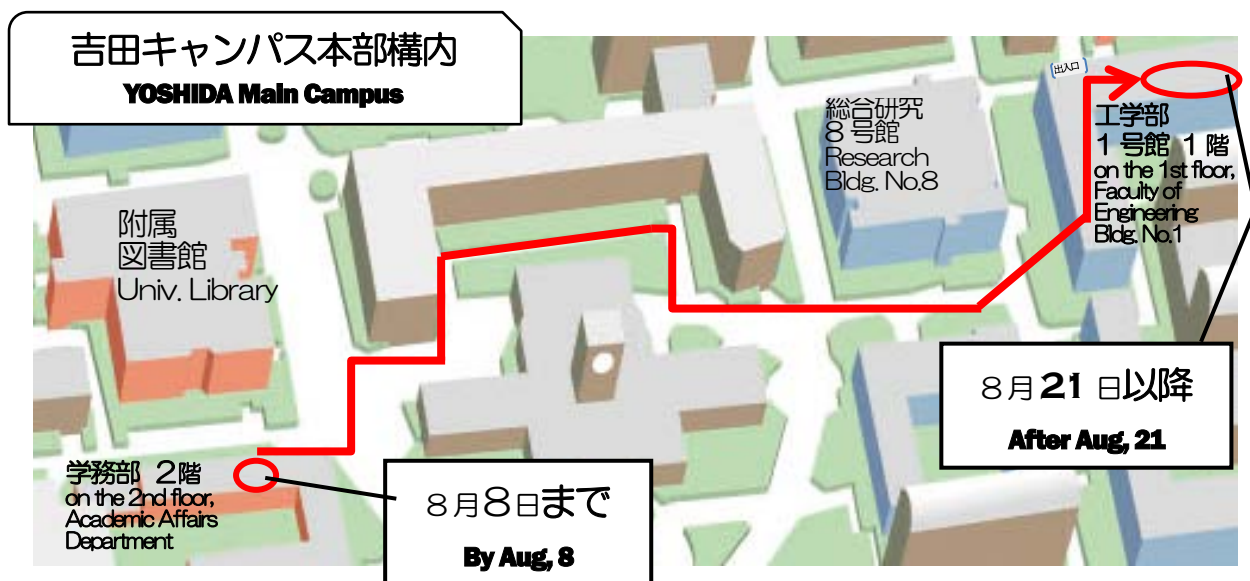 吉田キャンパス本部構内
YOSHIDA Main Campus
附属
図書館
Univ. Library
総合研究
８号館
Research
Bldg. No.8
出入口
工学部
１号館 １階
on the 1st floor,
Faculty of
Engineering
Bldg. No.1
８月21日以降
After Aug, 21
学務部 ２階
on the 2nd floor,
Academic Affairs
Department
８月８日まで
By Aug, 8